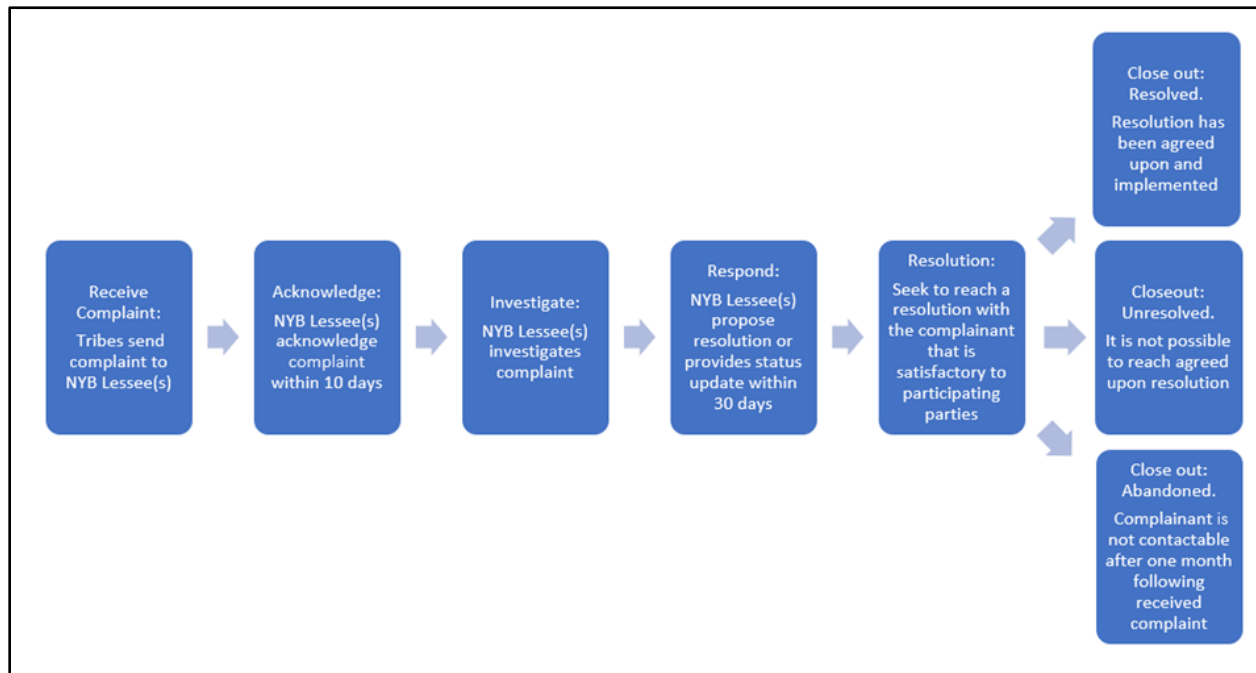 Receive
Complaint:
Tribes send
complaint to
NYB Lessee(s)
Acknowledge:
NYB Lessee(s)
acknowledge
complaint
within 10 days
Investigate:
NYB Lessee(s)
investigates
complaint
Respond:
NYB Lessee(s)
propose
resolution or
provides status
update within
30 days
Resolution:
Seek to reach a
resolution with
the complainant
that is
satisfactory to
participating
parties
Close out:
Resolved.
Resolution has
been agreed
upon and
implemented
Closeout:
Unresolved.
It is not possible
to reach agreed
upon resolution
Close out:
Abandoned.
Complainant is
not contactable
after one month
following
received
complaint